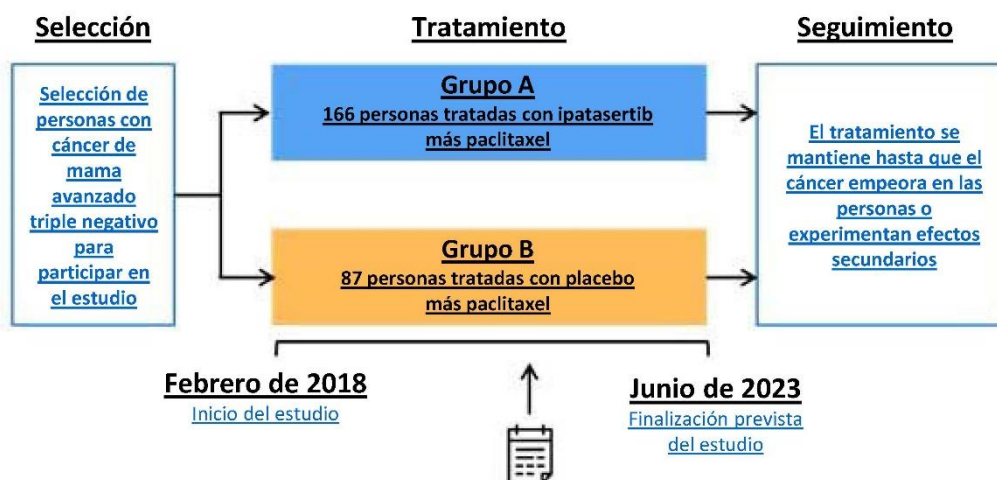 Selección
Tratamiento
Seguimiento
Selección de
personas con
cáncer de
mama
avanzado
triple negativo
para
participar en
el estudio
Grupo A
166 personas tratadas con ipatasertib
más paclitaxel
Grupo B
87 personas tratadas con placebo
más paclitaxel
El tratamiento se
mantiene hasta que el
cáncer empeora en las
personas o
experimentan efectos
secundarios
Febrero de 2018
Inicio del estudio
Junio de 2023
Finalización prevista
del estudio